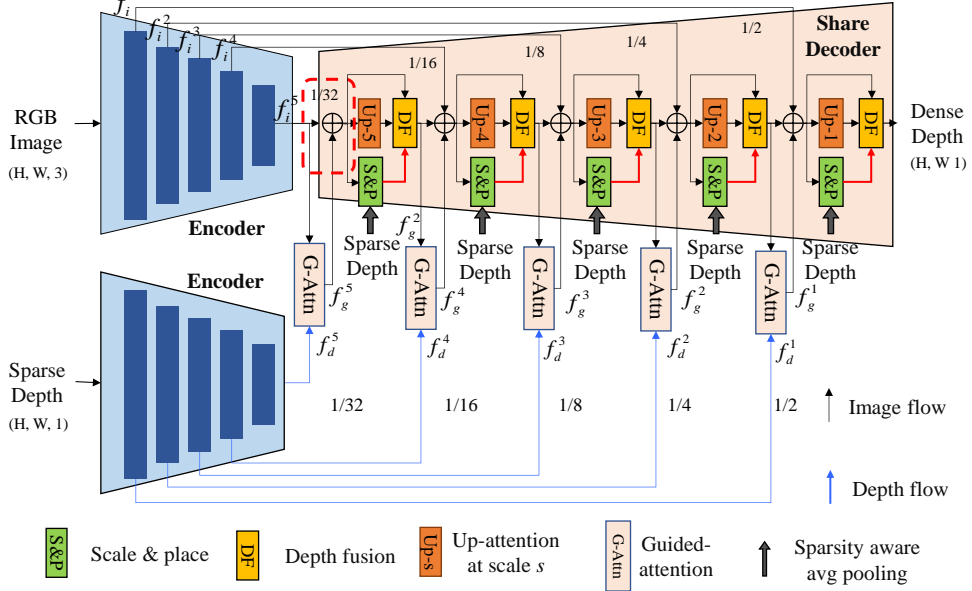 f_i
f_i^2
f_i^3
f_i^4
f_i^5
1/32
1/16
1/8
1/4
1/2
Share
Decoder
RGB
Image
(H, W, 3)
Encoder
Up-5
DF
S&P
Up-4
DF
S&P
Up-3
DF
S&P
Up-2
DF
S&P
Up-1
DF
S&P
Dense
Depth
(H, W 1)
Sparse
Depth
Sparse
Depth
Sparse
Depth
Sparse
Depth
Sparse
Depth
f_g^2
G-Attn
f_g^5
G-Attn
f_g^4
G-Attn
f_g^3
G-Attn
f_g^2
G-Attn
f_g^1
Encoder
f_d^5
f_d^4
f_d^3
f_d^2
f_d^1
Sparse
Depth
(H, W, 1)
1/32
1/16
1/8
1/4
1/2
Image flow
Depth flow
S&P
Scale & place
DF
Depth fusion
Up-s
Up-attention
at scale s
G-Attn
Guided-
attention
Sparsity aware
avg pooling